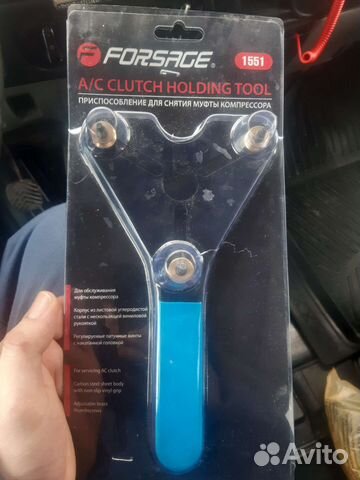 FORSAGE®
1551
A/C CLUTCH HOLDING TOOL
ПРИСПОСОБЛЕНИЕ ДЛЯ СНЯТИЯ МУФТЫ КОМПРЕССОРА
Для обслуживания
муфты компрессора
Корпус из листовой углеродистой
стали с нескользящей виниловой
рукояткой
Регулируемые латунные винты
с накатанной головкой
For servicing AC clutch
Carbon steel sheet body
with non slip vinyl grip
Adjustable brass
thumbscrews
Avito